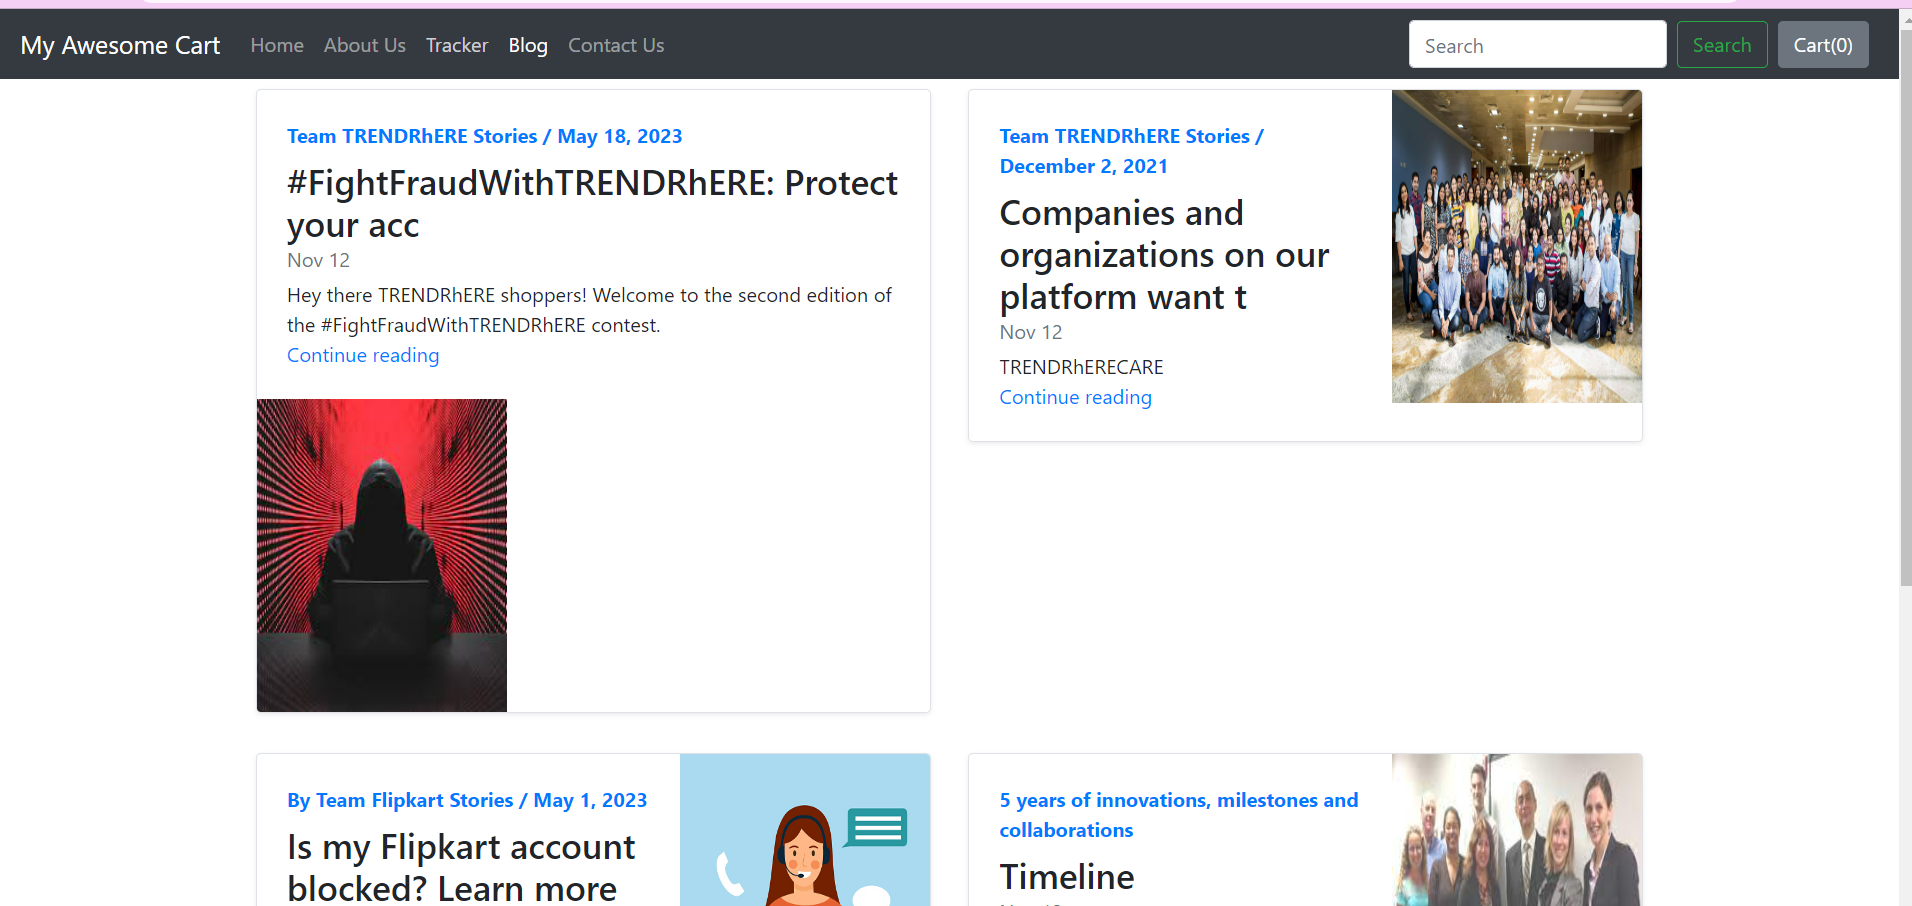 My Awesome Cart Home About Us Tracker Blog Contact Us Search Search Cart(0)
Team TRENDRhERE Stories / May 18, 2023
#FightFraudWithTRENDRhERE: Protect
your acc
Nov 12
Hey there TRENDRhERE shoppers! Welcome to the second edition of
the #FightFraudWithTRENDRhERE contest.
Continue reading
Team TRENDRhERE Stories /
December 2, 2021
Companies and
organizations on our
platform want t
Nov 12
TRENDRhERECARE
Continue reading
By Team Flipkart Stories / May 1, 2023
Is my Flipkart account
blocked? Learn more
5 years of innovations, milestones and
collaborations
Timeline